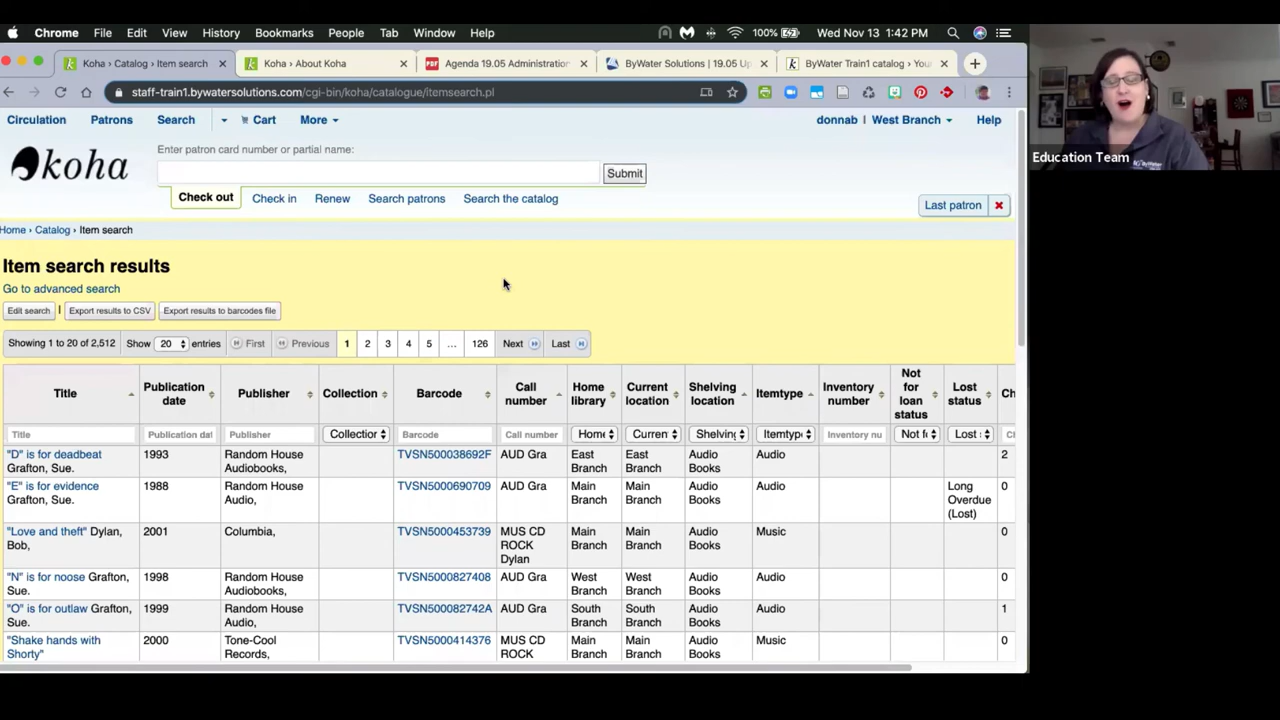 Chrome File Edit View History Bookmarks People Tab Window Help 100% Wed Nov 13 1:42 PM
Koha › Catalog › Item search
Koha › About Koha
Agenda 19.05 Administration
ByWater Solutions | 19.05 Up
ByWater Train1 catalog › You
staff-train1.bywatersolutions.com/cgi-bin/koha/catalogue/itemsearch.pl
Circulation Patrons Search Cart More donnab West Branch Help
koha
Enter patron card number or partial name:
Submit
Check out Check in Renew Search patrons Search the catalog
Last patron
Home › Catalog › Item search
Item search results
Go to advanced search
Edit search | Export results to CSV Export results to barcodes file
Showing 1 to 20 of 2,512 Show 20 entries First Previous 1 2 3 4 5 ... 126 Next Last
Title Publication date Publisher Collection Barcode Call number Home library Current location Shelving location Itemtype Inventory number Not for loan status Lost status Ch
Title Publication dat Publisher Collection Barcode Call number Home Curren Shelving Itemtyp Inventory nu Not fo Lost Ch
"D" is for deadbeat Grafton, Sue. 1993 Random House Audiobooks, TVSN500038692F AUD Gra East Branch East Branch Audio Books Audio 2
"E" is for evidence Grafton, Sue. 1988 Random House Audio, TVSN5000690709 AUD Gra Main Branch Main Branch Audio Books Audio Long Overdue (Lost) 0
"Love and theft" Dylan, Bob, 2001 Columbia, TVSN5000453739 MUS CD ROCK Dylan Main Branch Main Branch Audio Books Music 0
"N" is for noose Grafton, Sue. 1998 Random House Audiobooks, TVSN5000827408 AUD Gra West Branch West Branch Audio Books Audio 0
"O" is for outlaw Grafton, Sue. 1999 Random House Audio, TVSN500082742A AUD Gra South Branch South Branch Audio Books Audio 1
"Shake hands with Shorty" 2000 Tone-Cool Records, TVSN5000414376 MUS CD ROCK Main Branch Main Branch Audio Books Music 0
Education Team